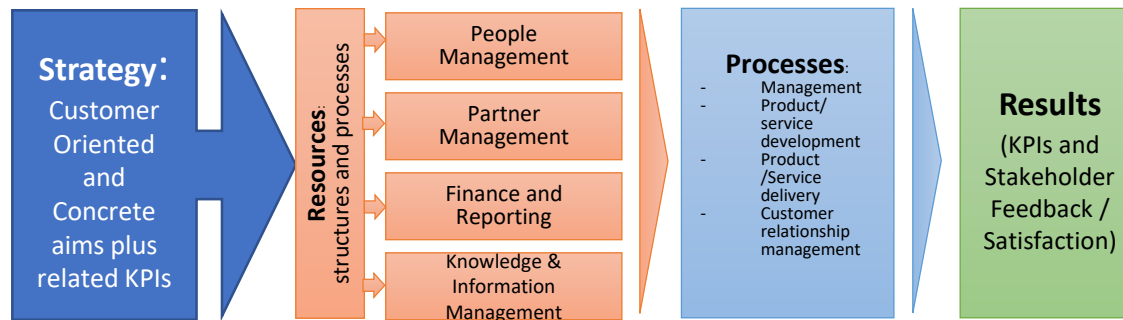 Strategy:
Customer
Oriented
and
Concrete
aims plus
related KPIs
Resources:
structures and processes
People
Management
Partner
Management
Finance and
Reporting
Knowledge &
Information
Management
Processes:
- Management
- Product/
service
development
- Product
/Service
delivery
- Customer
relationship
management
Results
(KPIs and
Stakeholder
Feedback /
Satisfaction)